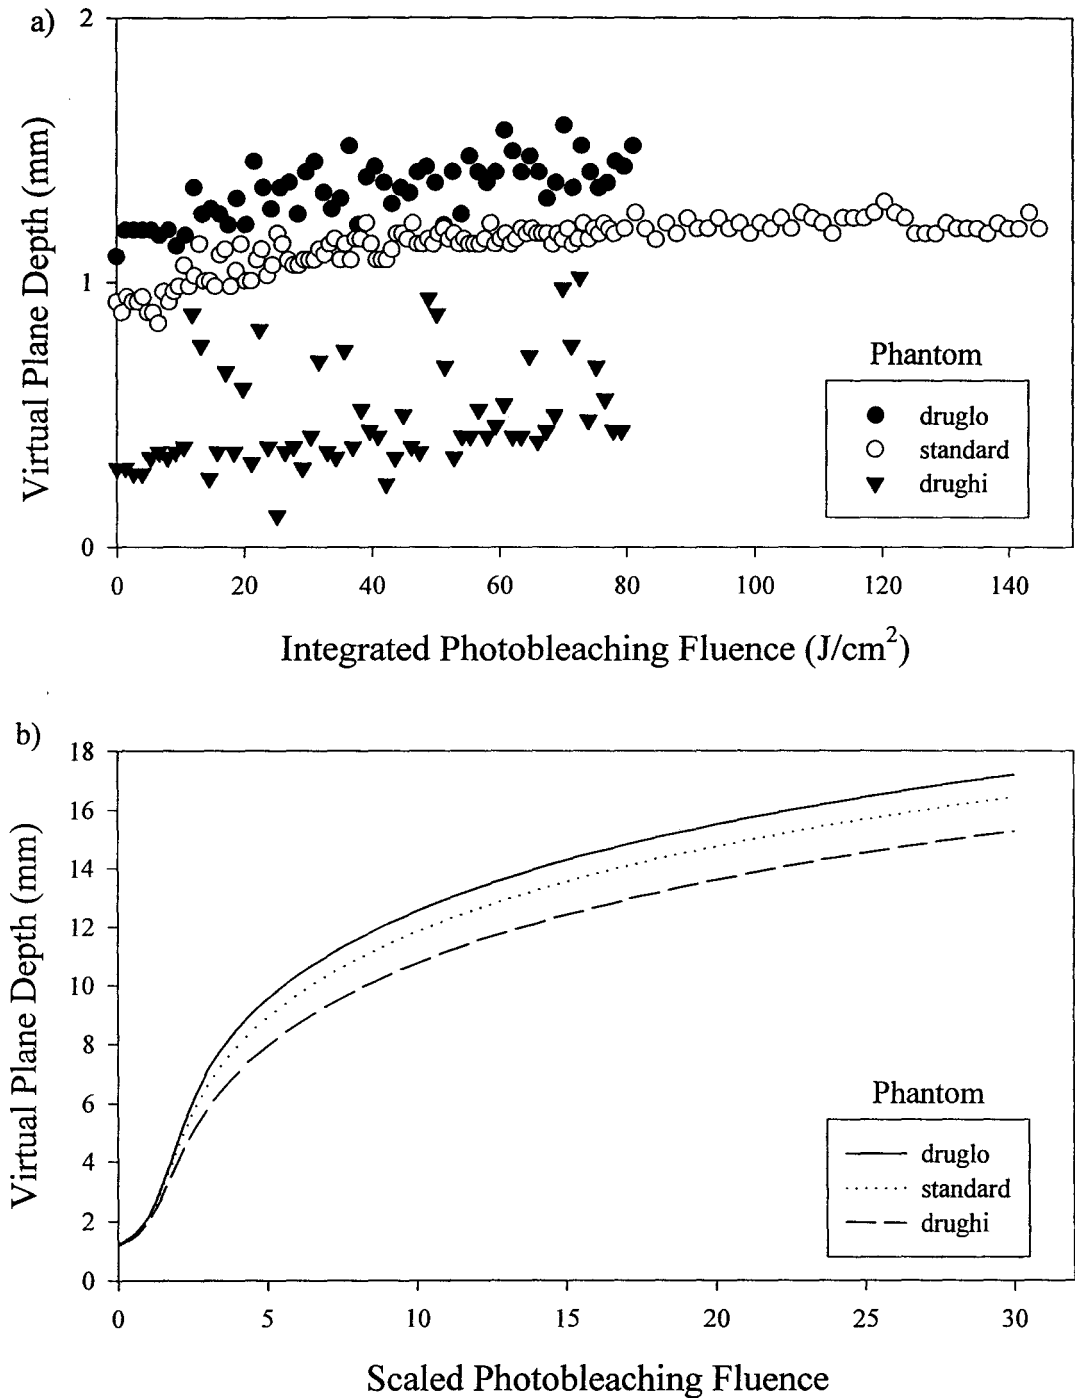 a)
2
1
0
Virtual Plane Depth (mm)
Phantom
druglo
standard
drughi
0 20 40 60 80 100 120 140
Integrated Photobleaching Fluence (J/cm²)
b)
18
16
14
12
10
8
6
4
2
0
Virtual Plane Depth (mm)
Phantom
druglo
standard
drughi
0 5 10 15 20 25 30
Scaled Photobleaching Fluence